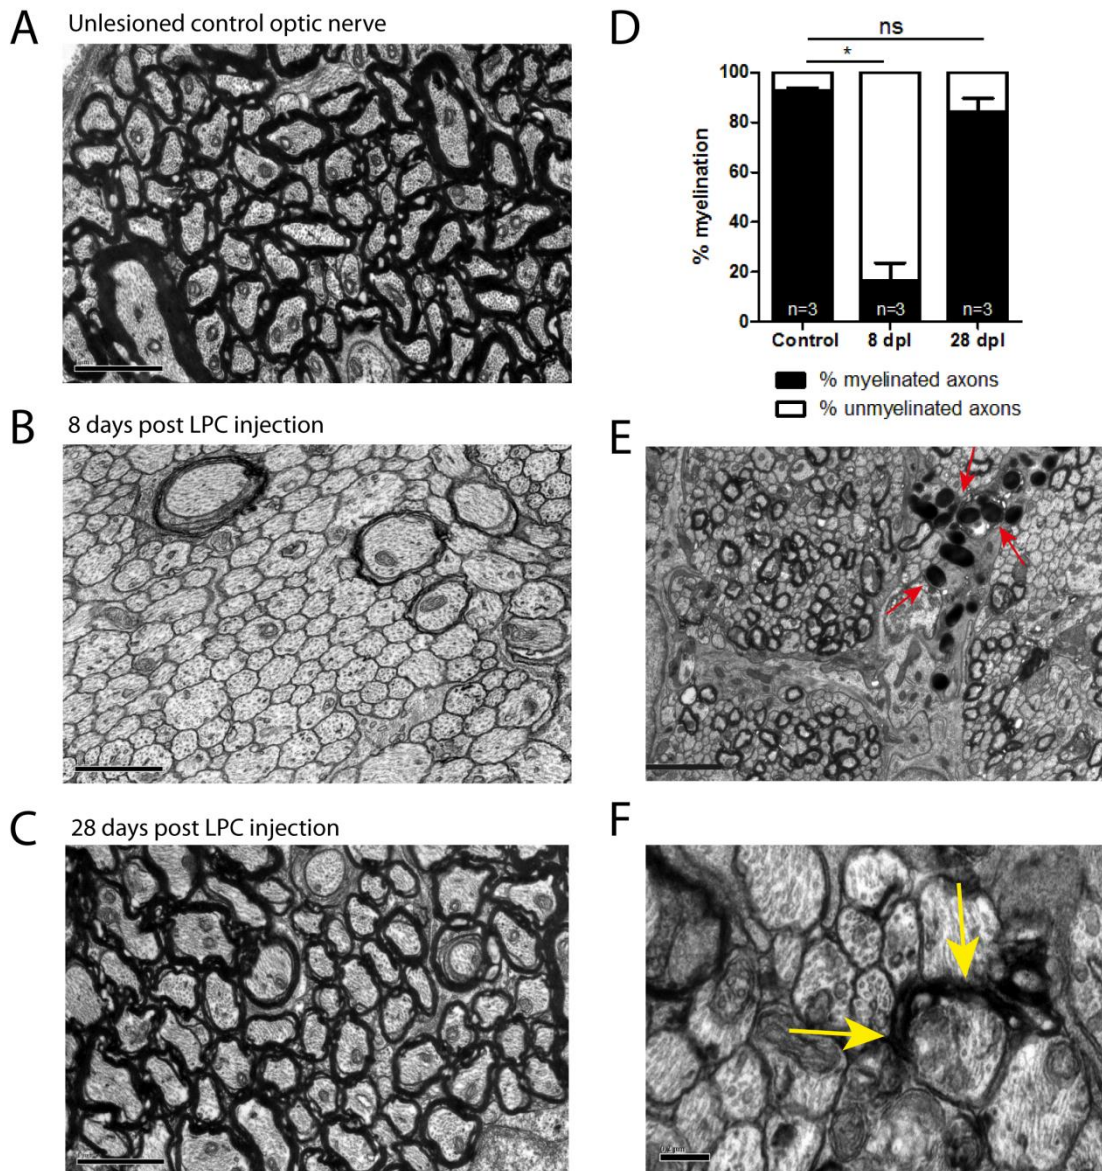 A
Unlesioned control optic nerve
B
8 days post LPC injection
C
28 days post LPC injection
D
ns
*
100
80
60
40
20
0
% myelination
n=3
n=3
n=3
Control
8 dpl
28 dpl
% myelinated axons
% unmyelinated axons
E
F